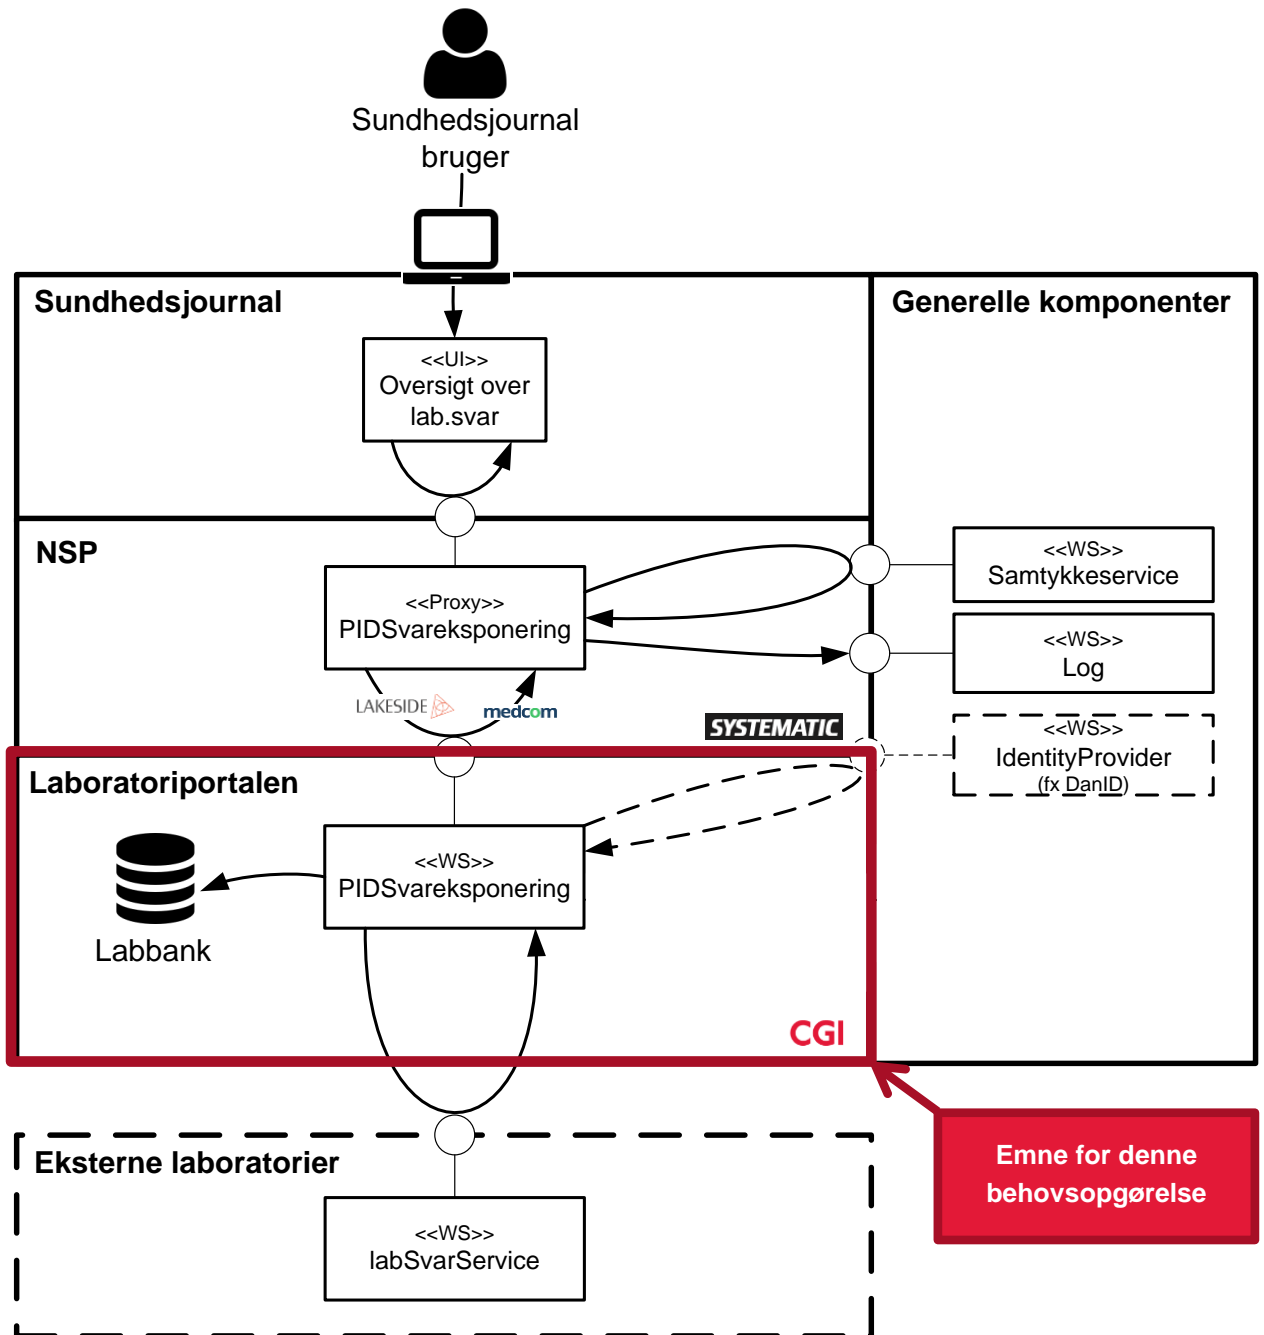 Sundhedsjournal
bruger
Sundhedsjournal
Generelle komponenter
<<UI>>
Oversigt over
lab.svar
NSP
<<WS>>
Samtykkeservice
<<Proxy>>
PIDSvareksponering
<<WS>>
Log
LAKESIDE
medcom
SYSTEMATIC
<<WS>>
IdentityProvider
(fx DanID)
Laboratoriportalen
<<WS>>
PIDSvareksponering
Labbank
CGI
Emne for denne
behovsopgørelse
Eksterne laboratorier
<<WS>>
labSvarService